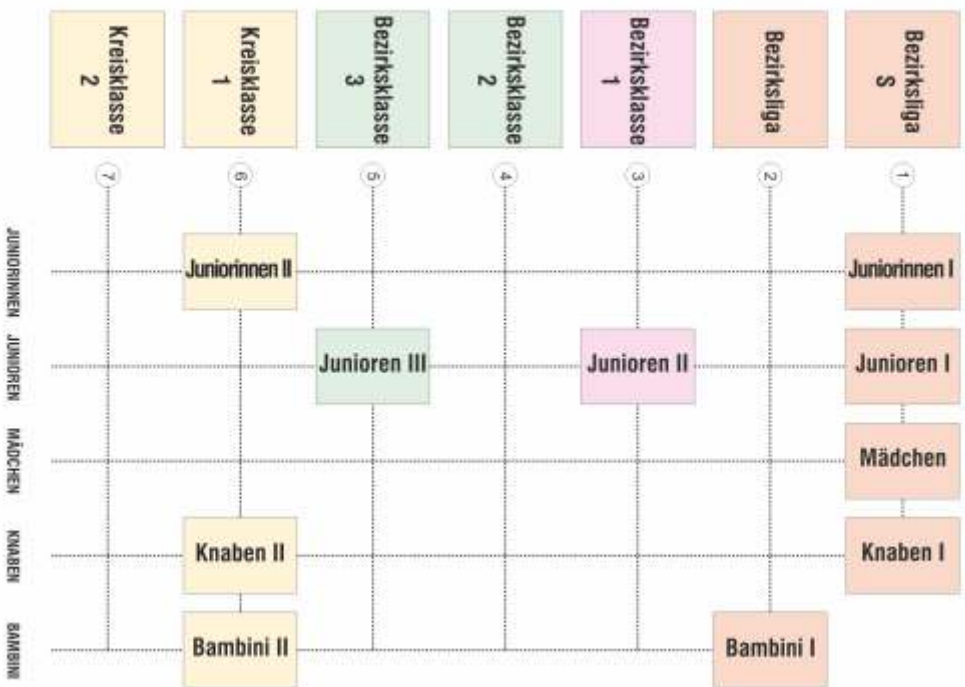 Kreisklasse
2
Kreisklasse
1
Bezirksklasse
3
Bezirksklasse
2
Bezirksklasse
1
Bezirksliga
Bezirksliga
S
7
6
5
4
3
2
1
JUNIORINNEN
Juniorinnen II
Juniorinnen I
JUNIOREN
Junioren III
Junioren II
Junioren I
MÄDCHEN
Mädchen
KNABEN
Knaben II
Knaben I
BAMBINI
Bambini II
Bambini I